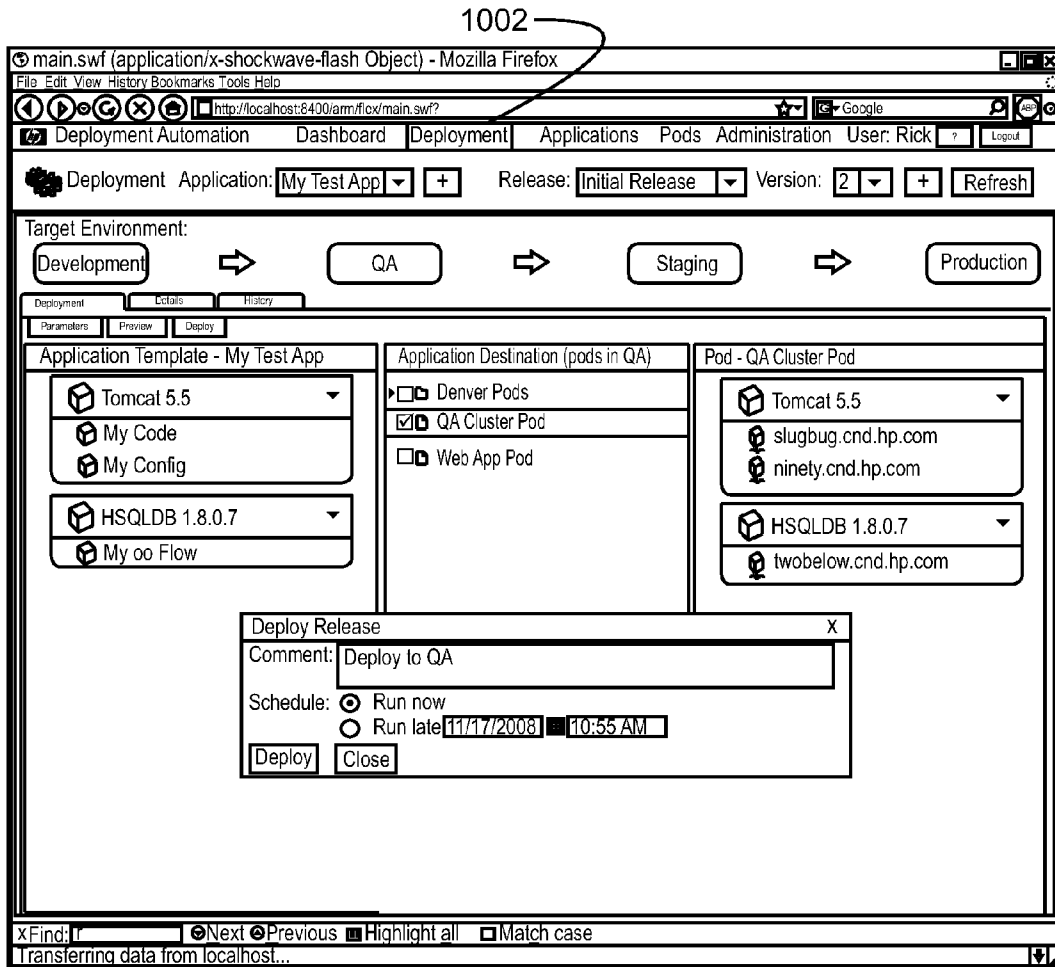 1002
main.swf (application/x-shockwave-flash Object) - Mozilla Firefox
File Edit View History Bookmarks Tools Help
http://localhost:8400/arm/flex/main.swf? G Google ABP
hp Deployment Automation Dashboard Deployment Applications Pods Administration User: Rick ? Logout
Deployment Application: My Test App + Release: Initial Release Version: 2 + Refresh
Target Environment:
Development QA Staging Production
Deployment Details History
Parameters Preview Deploy
Application Template - My Test App Application Destination (pods in QA) Pod - QA Cluster Pod
Tomcat 5.5 Denver Pods Tomcat 5.5
My Code QA Cluster Pod slugbug.cnd.hp.com
My Config Web App Pod ninety.cnd.hp.com
HSQLDB 1.8.0.7 HSQLDB 1.8.0.7
My oo Flow twobelow.cnd.hp.com
Deploy Release X
Comment: Deploy to QA
Schedule: Run now
Run late 11/17/2008 10:55 AM
Deploy Close
x Find: r Next Previous Highlight all Match case
Transferring data from localhost...